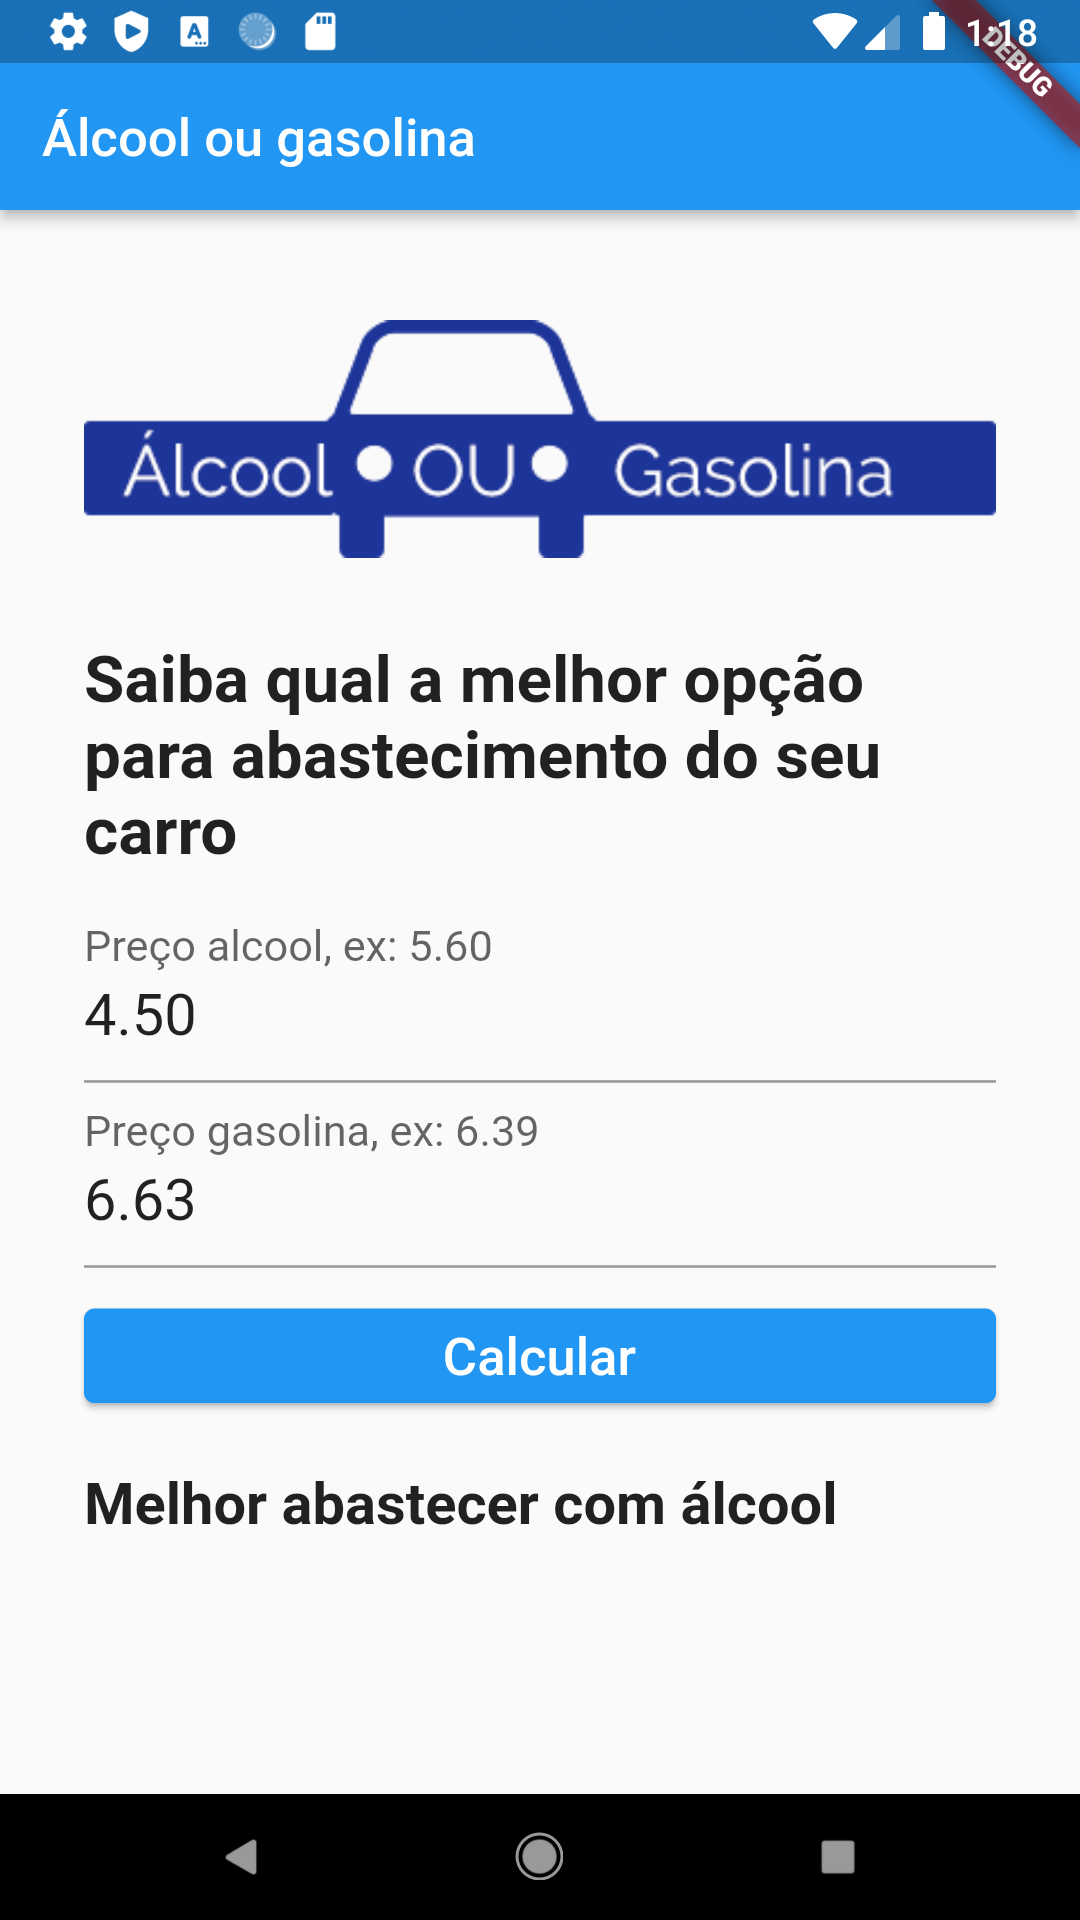 1:18
DEBUG
Álcool ou gasolina
Álcool OU Gasolina
Saiba qual a melhor opção
para abastecimento do seu
carro
Preço alcool, ex: 5.60
4.50
Preço gasolina, ex: 6.39
6.63
Calcular
Melhor abastecer com álcool